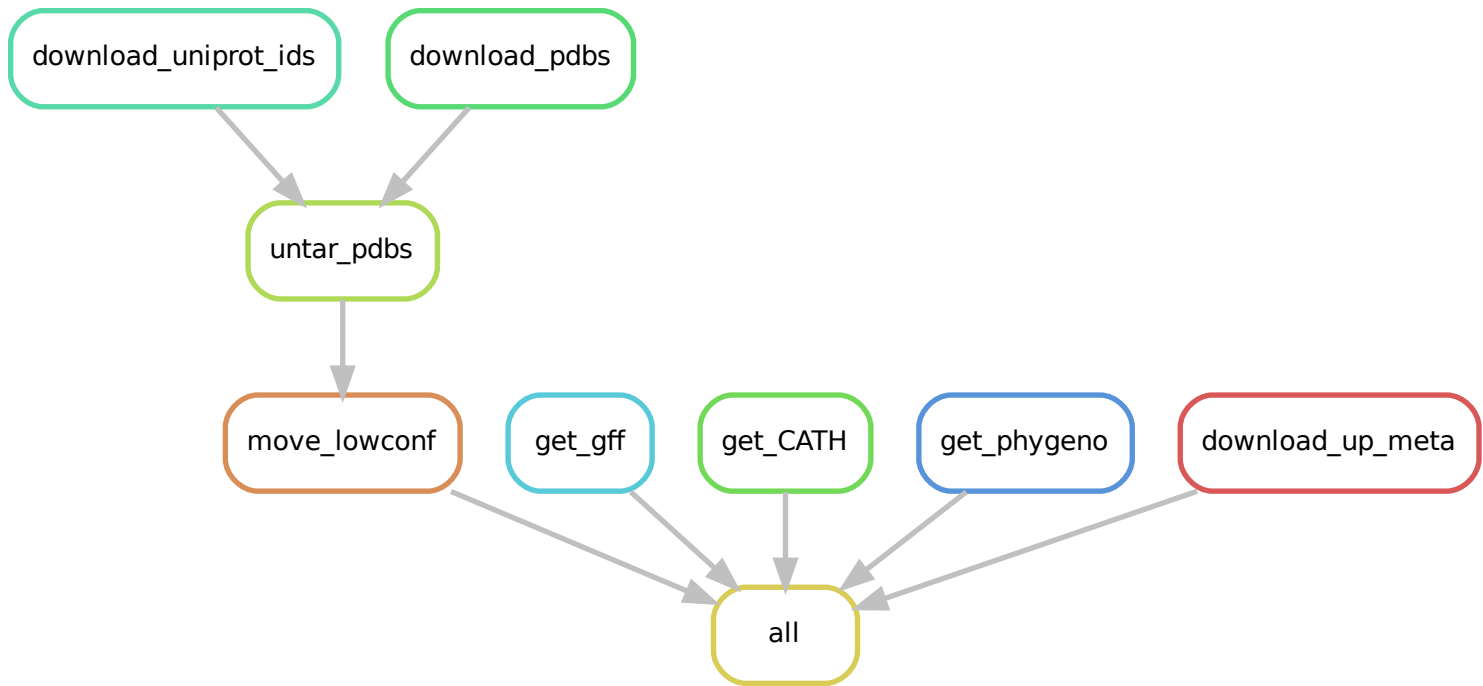 download_uniprot_ids
download_pdbs
untar_pdbs
move_lowconf
get_gff
get_CATH
get_phygeno
download_up_meta
all